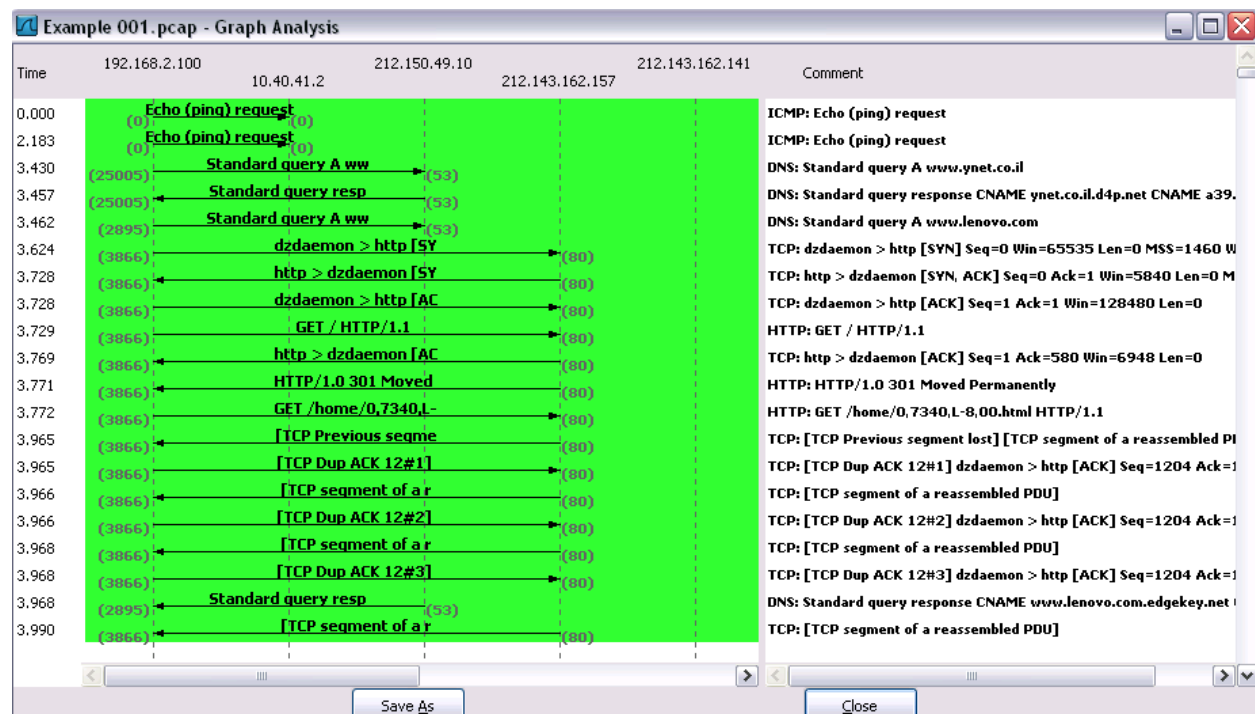 Example 001.pcap - Graph Analysis
Time 192.168.2.100 10.40.41.2 212.150.49.10 212.143.162.157 212.143.162.141 Comment
0.000 Echo (ping) request (0) (0) ICMP: Echo (ping) request
2.183 Echo (ping) request (0) (0) ICMP: Echo (ping) request
3.430 Standard query A ww (25005) (53) DNS: Standard query A www.ynet.co.il
3.457 Standard query resp (25005) (53) DNS: Standard query response CNAME ynet.co.il.d4p.net CNAME a39.
3.462 Standard query A ww (2895) (53) DNS: Standard query A www.lenovo.com
3.624 dzdaemon > http [SY (3866) (80) TCP: dzdaemon > http [SYN] Seq=0 Win=65535 Len=0 MSS=1460 W
3.728 http > dzdaemon [SY (3866) (80) TCP: http > dzdaemon [SYN, ACK] Seq=0 Ack=1 Win=5840 Len=0 M
3.728 dzdaemon > http [AC (3866) (80) TCP: dzdaemon > http [ACK] Seq=1 Ack=1 Win=128480 Len=0
3.729 GET / HTTP/1.1 (3866) (80) HTTP: GET / HTTP/1.1
3.769 http > dzdaemon [AC (3866) (80) TCP: http > dzdaemon [ACK] Seq=1 Ack=580 Win=6948 Len=0
3.771 HTTP/1.0 301 Moved (3866) (80) HTTP: HTTP/1.0 301 Moved Permanently
3.772 GET /home/0,7340,L- (3866) (80) HTTP: GET /home/0,7340,L-8,00.html HTTP/1.1
3.965 [TCP Previous segme (3866) (80) TCP: [TCP Previous segment lost] [TCP segment of a reassembled PD
3.965 [TCP Dup ACK 12#1] (3866) (80) TCP: [TCP Dup ACK 12#1] dzdaemon > http [ACK] Seq=1204 Ack=1
3.966 [TCP segment of a r (3866) (80) TCP: [TCP segment of a reassembled PDU]
3.966 [TCP Dup ACK 12#2] (3866) (80) TCP: [TCP Dup ACK 12#2] dzdaemon > http [ACK] Seq=1204 Ack=1
3.968 [TCP segment of a r (3866) (80) TCP: [TCP segment of a reassembled PDU]
3.968 [TCP Dup ACK 12#3] (3866) (80) TCP: [TCP Dup ACK 12#3] dzdaemon > http [ACK] Seq=1204 Ack=1
3.968 Standard query resp (2895) (53) DNS: Standard query response CNAME www.lenovo.com.edgekey.net
3.990 [TCP segment of a r (3866) (80) TCP: [TCP segment of a reassembled PDU]
Save As Close